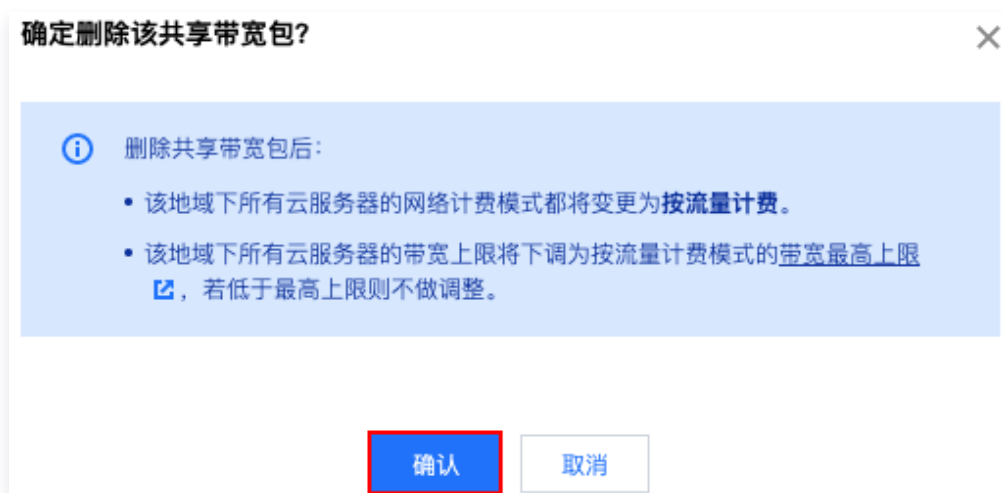 确定删除该共享带宽包?
删除共享带宽包后：
• 该地域下所有云服务器的网络计费模式都将变更为按流量计费。
• 该地域下所有云服务器的带宽上限将下调为按流量计费模式的带宽最高上限
，若低于最高上限则不做调整。
确认 取消